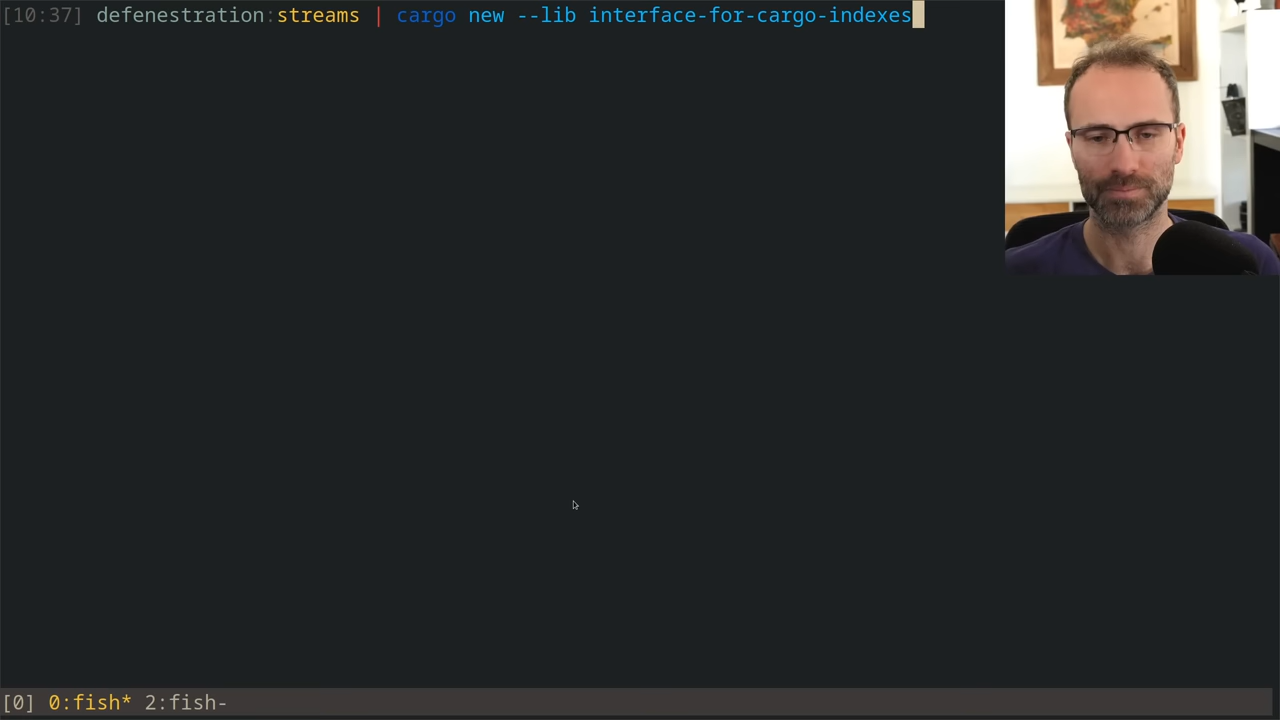 [10:37] defenestration:streams | cargo new --lib interface-for-cargo-indexes
[0] 0:fish* 2:fish-